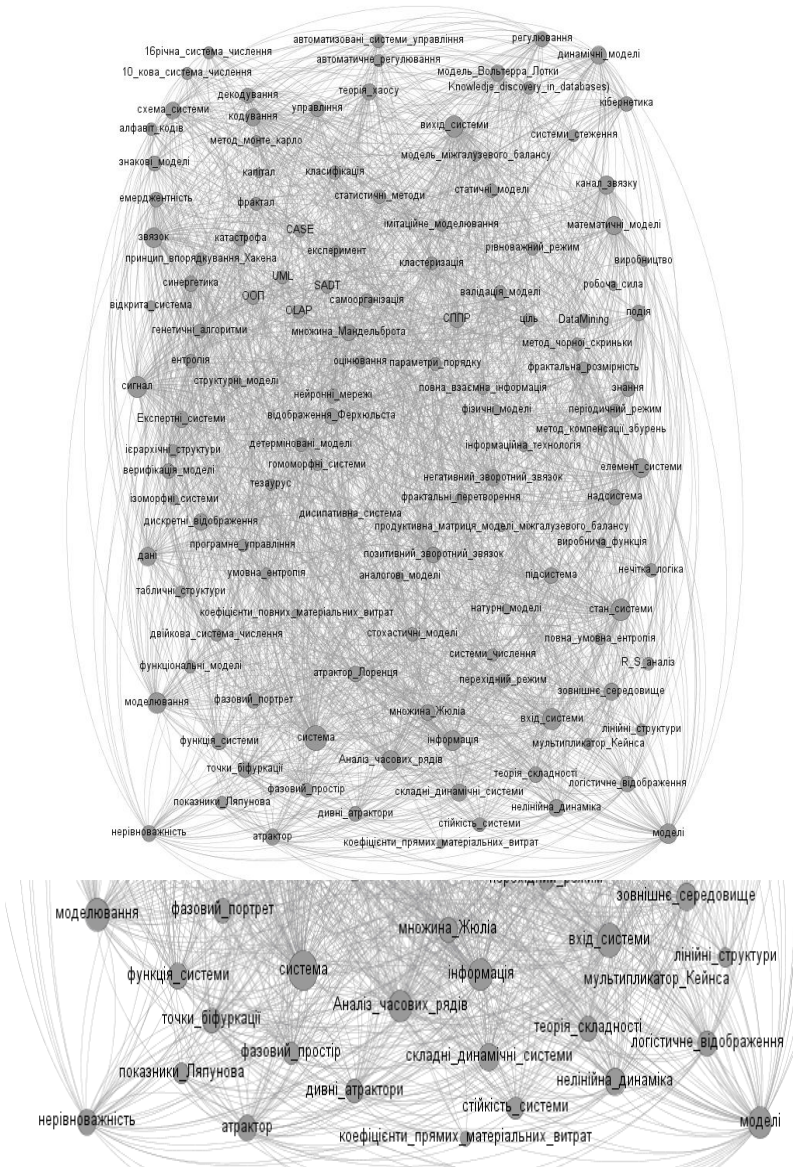 автоматизовані_системи_управління
регулювання
16річна_система_числення
автоматичне_регулювання
динамічні_моделі
10_кова_система_числення
модель_Вольтерра_Лотки
Knowledje_discovery_in_databases)
декодування
теорія_хаосу
кібернетика
схема_системи
кодування
управління
алфавіт_кодів
вихід_системи
системи_стеження
метод_монте_карло
знакові_моделі
модель_міжгалузевого_балансу
капітал
класифікація
канал_звязку
емерджентність
фрактал
статистичні_методи
статичні_моделі
імітаційне_моделювання
математичні_моделі
CASE
звязок
катастрофа
експеримент
рівноважний_режим
принцип_впорядкування_Хакена
кластеризація
виробництво
UML
синергетика
SADT
робоча_сила
ООП
самоорганізація
валідація_моделі
відкрита_система
OLAP
СППР
ціль
DataMining
подія
генетичні_алгоритми
множина_Мандельброта
метод_чорної_скриньки
ентропія
оцінювання
параметри_порядку
фрактальна_розмірність
сигнал
структурні_моделі
повна_взаємна_інформація
знання
нейронні_мережі
фізичні_моделі
періодичний_режим
Експертні_системи
відображення_Ферхюльста
метод_компенсації_збурень
ієрархічні_структури
детерміновані_моделі
інформаційна_технологія
верифікація_моделі
гомоморфні_системи
елемент_системи
тезаурус
негативний_зворотний_звязок
ізоморфні_системи
фрактальні_перетворення
надсистема
дискретні_відображення
дисипативна_система
продуктивна_матриця_моделі_міжгалузевого_балансу
програмне_управління
виробнича_функція
дані
позитивний_зворотний_звязок
умовна_ентропія
аналогові_моделі
підсистема
нечітка_логіка
табличні_структури
коефіцієнти_повних_матеріальних_витрат
натурні_моделі
стан_системи
двійкова_система_числення
стохастичні_моделі
повна_умовна_ентропія
системи_числення
функціональні_моделі
атрактор_Лоренця
R_S_аналіз
перехідний_режим
моделювання
фазовий_портрет
зовнішнє_середовище
множина_Жюліа
вхід_системи
лінійні_структури
функція_системи
система
інформація
мультипликатор_Кейнса
Аналіз_часових_рядів
точки_біфуркації
теорія_складності
фазовий_простір
складні_динамічні_системи
логістичне_відображення
показники_Ляпунова
дивні_атрактори
нелінійна_динаміка
стійкість_системи
нерівноважність
атрактор
коефіцієнти_прямих_матеріальних_витрат
моделі
перехідний_режим
зовнішнє_середовище
моделювання
фазовий_портрет
множина_Жюліа
вхід_системи
лінійні_структури
функція_системи
система
інформація
мультипликатор_Кейнса
Аналіз_часових_рядів
точки_біфуркації
теорія_складності
логістичне_відображення
фазовий_простір
складні_динамічні_системи
показники_Ляпунова
дивні_атрактори
нелінійна_динаміка
стійкість_системи
нерівноважність
атрактор
коефіцієнти_прямих_матеріальних_витрат
моделі